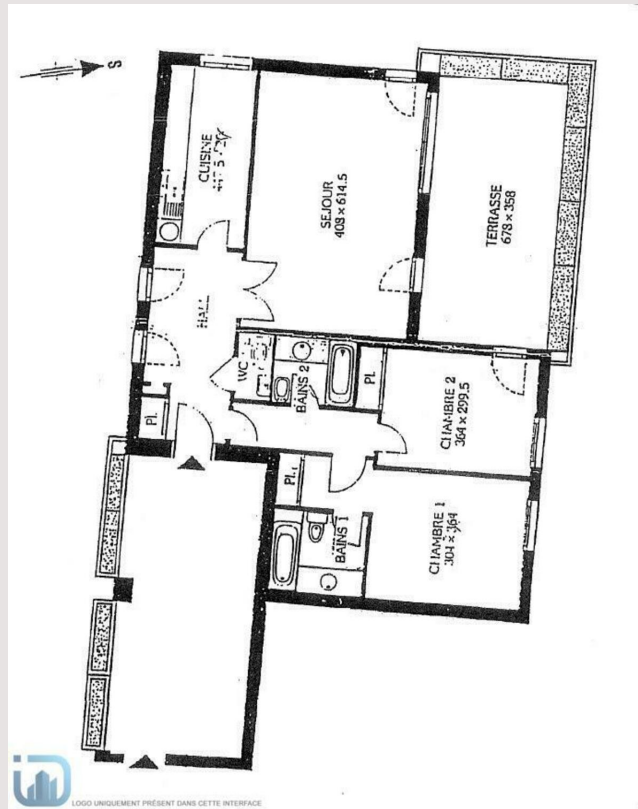 S
CUISINE
SEJOUR
408 x 614.5
TERRASSE
678 x 358
HALL
WC
BAINS 2
PL.
PL.
CHAMBRE 2
364 x 299.5
PL.
BAINS 1
CHAMBRE 1
304 x 364
LOGO UNIQUEMENT PRÉSENT DANS CETTE INTERFACE